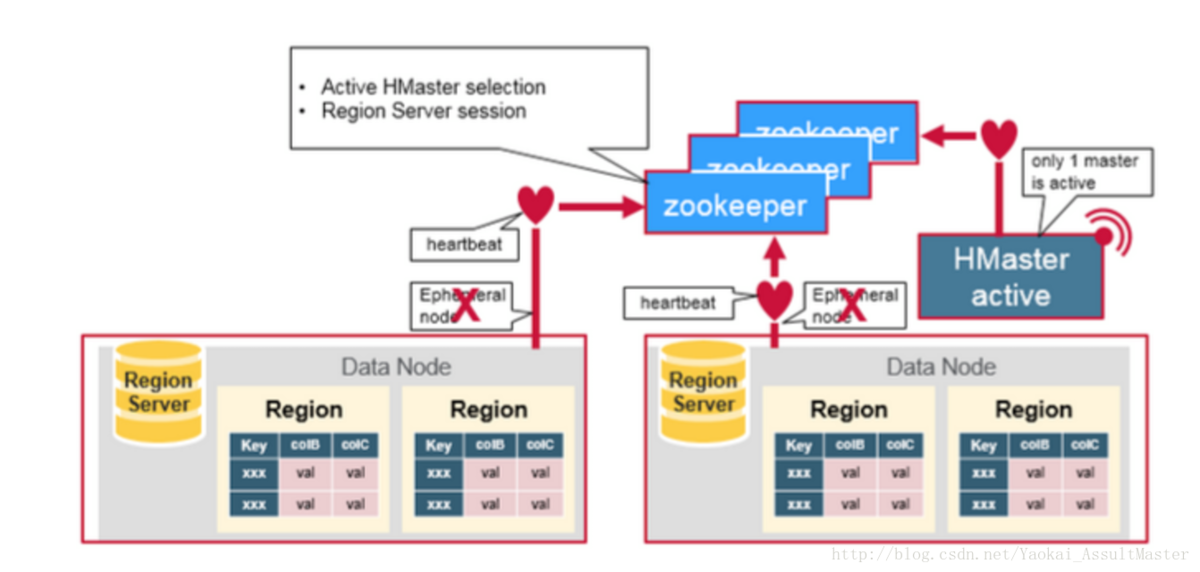 • Active HMaster selection
• Region Server session
zookeeper
zookeeper
zookeeper
only 1 master
is active
HMaster
active
heartbeat
Ephemeral
node
X
heartbeat
Ephemeral
node
X
Data Node
Region
Server
Region
Key colB colC
xxx val val
xxx val val
Region
Key colB colC
xxx val val
xxx val val
Data Node
Region
Server
Region
Key colB colC
xxx val val
xxx val val
Region
Key colB colC
xxx val val
xxx val val
http://blog.csdn.net/Yaokai_AssultMaster